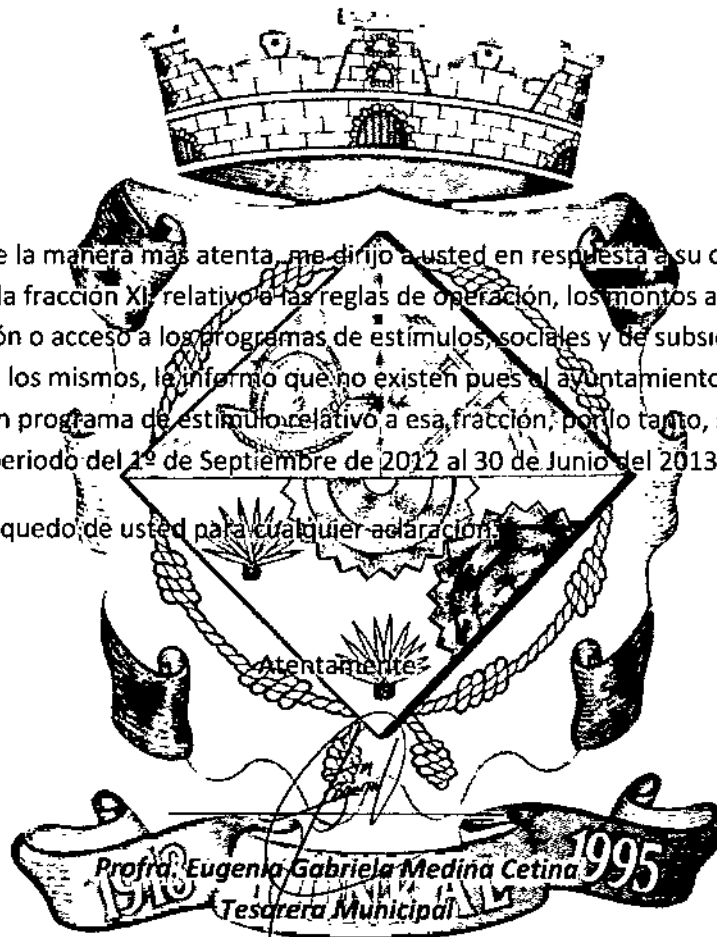 e la manera más atenta, me dirijo a usted en respuesta a su o
la fracción XI, relativo a las reglas de operación, los montos a
ón o acceso a los programas de estímulos, sociales y de subsi
los mismos, le informo que no existen pues el ayuntamiento
n programa de estímulo relativo a esa fracción, por lo tanto,
periodo del 1º de Septiembre de 2012 al 30 de Junio del 2013
quedo de usted para cualquier aclaración.
Atentamente
Profra. Eugenia Gabriela Medina Cetina
1918 1995
Tesorera Municipal